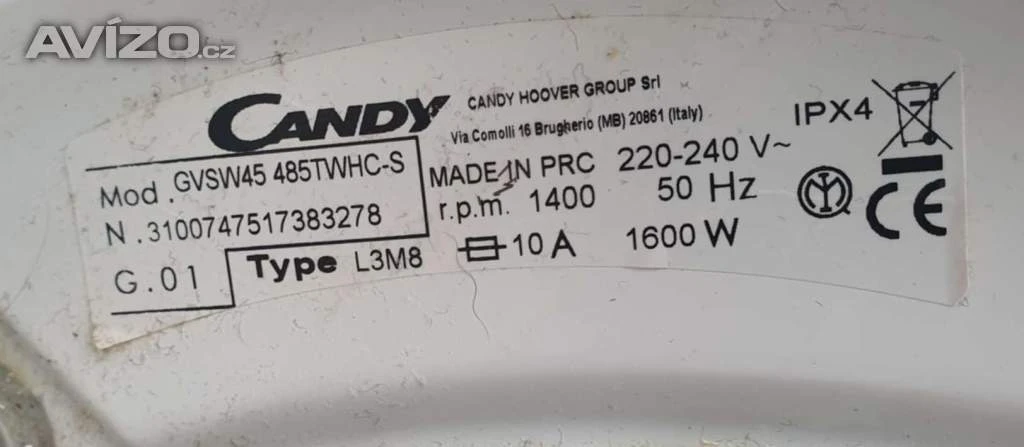 AVÍZO.cz
CANDY
CANDY HOOVER GROUP Srl
Via Comolli 16 Brugherio (MB) 20861 (Italy)
Mod. GVSW45 485TWHC-S
N. 3100747517383278
G.01
Type L3M8
MADE IN PRC 220-240 V~
r.p.m. 1400 50 Hz
10 A 1600 W
IPX4
CE